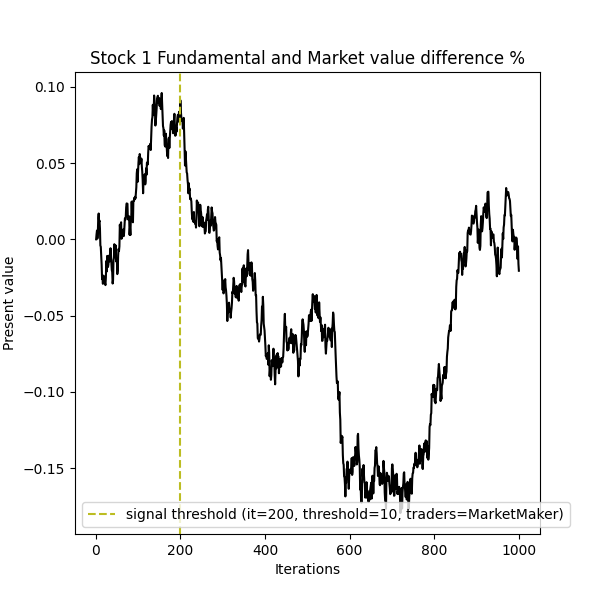 Stock 1 Fundamental and Market value difference %
0.10
0.05
0.00
−0.05
−0.10
−0.15
Present value
signal threshold (it=200, threshold=10, traders=MarketMaker)
0 200 400 600 800 1000
Iterations